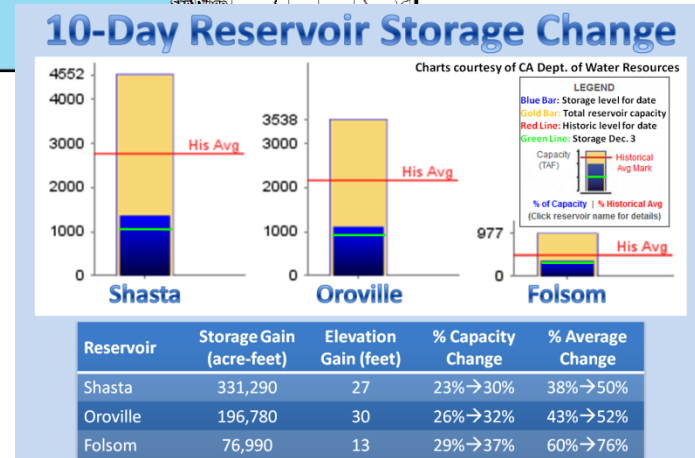 10-Day Reservoir Storage Change
Charts courtesy of CA Dept. of Water Resources
4552
4000
3000
2000
1000
0
His Avg
Shasta
3538
3000
2000
1000
0
His Avg
Oroville
LEGEND
Blue Bar: Storage level for date
Gold Bar: Total reservoir capacity
Red Line: Historic level for date
Green Line: Storage Dec. 3
Capacity
(TAF)
Historical
Avg Mark
% of Capacity | % Historical Avg
(Click reservoir name for details)
977
0
His Avg
Folsom
Reservoir Storage Gain (acre-feet) Elevation Gain (feet) % Capacity Change % Average Change
Shasta 331,290 27 23%→30% 38%→50%
Oroville 196,780 30 26%→32% 43%→52%
Folsom 76,990 13 29%→37% 60%→76%